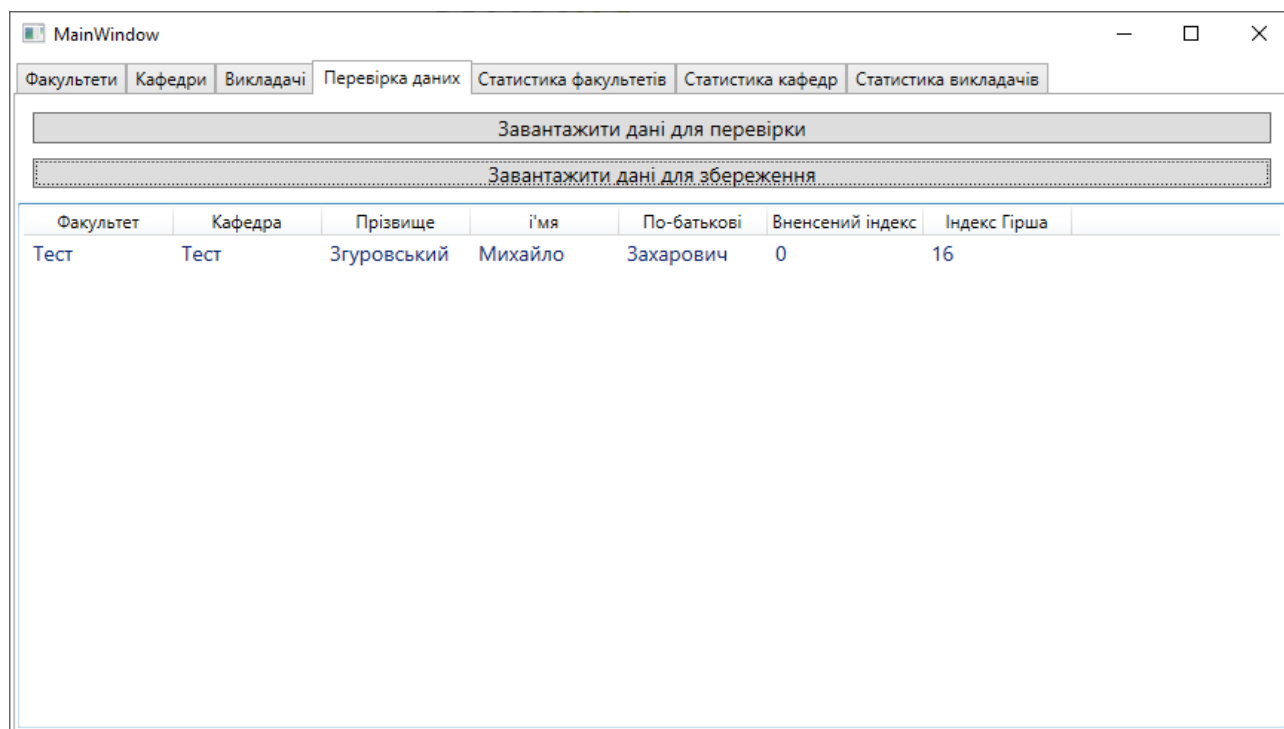 MainWindow
Факультети Кафедри Викладачі Перевірка даних Статистика факультетів Статистика кафедр Статистика викладачів
Завантажити дані для перевірки
Завантажити дані для збереження
Факультет Кафедра Прізвище і'мя По-батькові Вненсений індекс Індекс Гірша
Тест Тест Згуровський Михайло Захарович 0 16